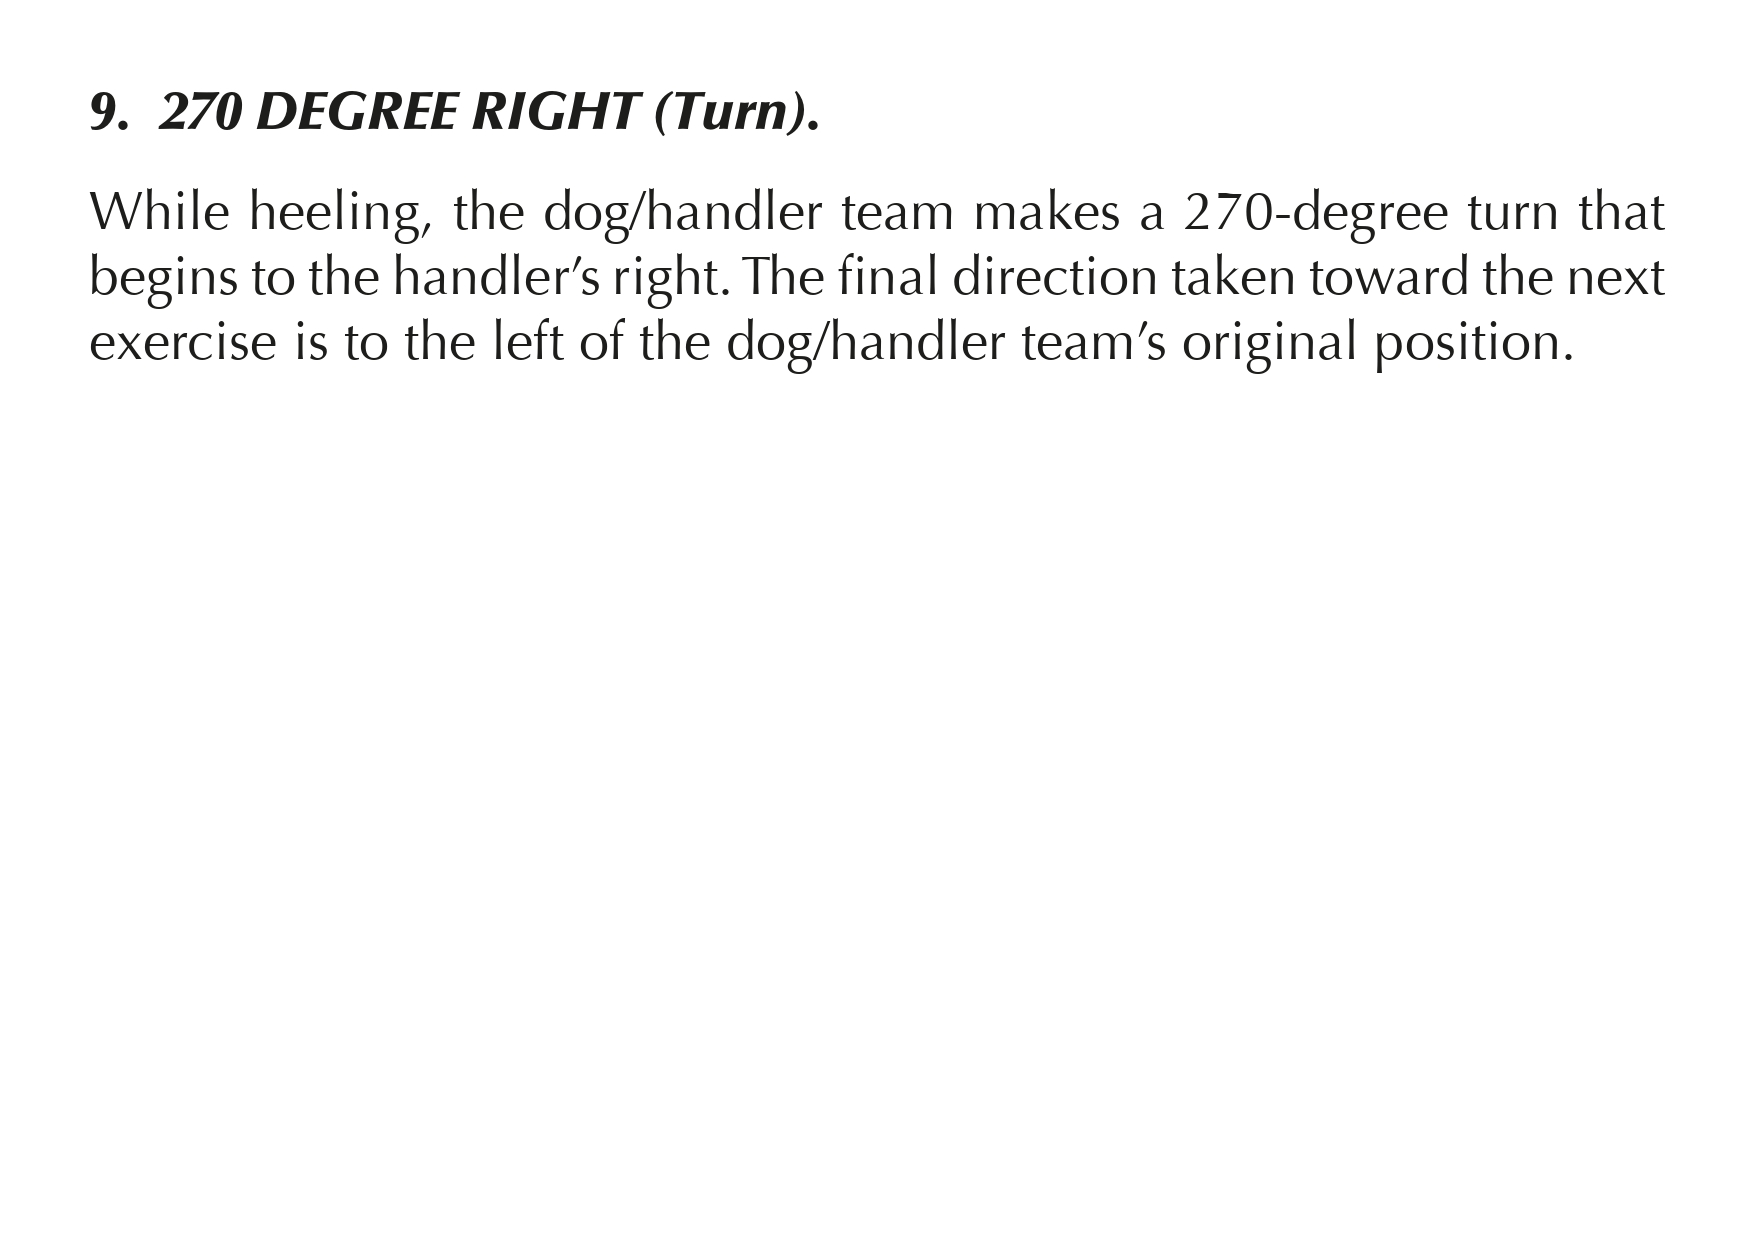 9. 270 DEGREE RIGHT (Turn).
While heeling, the dog/handler team makes a 270-degree turn that
begins to the handler’s right. The final direction taken toward the next
exercise is to the left of the dog/handler team’s original position.